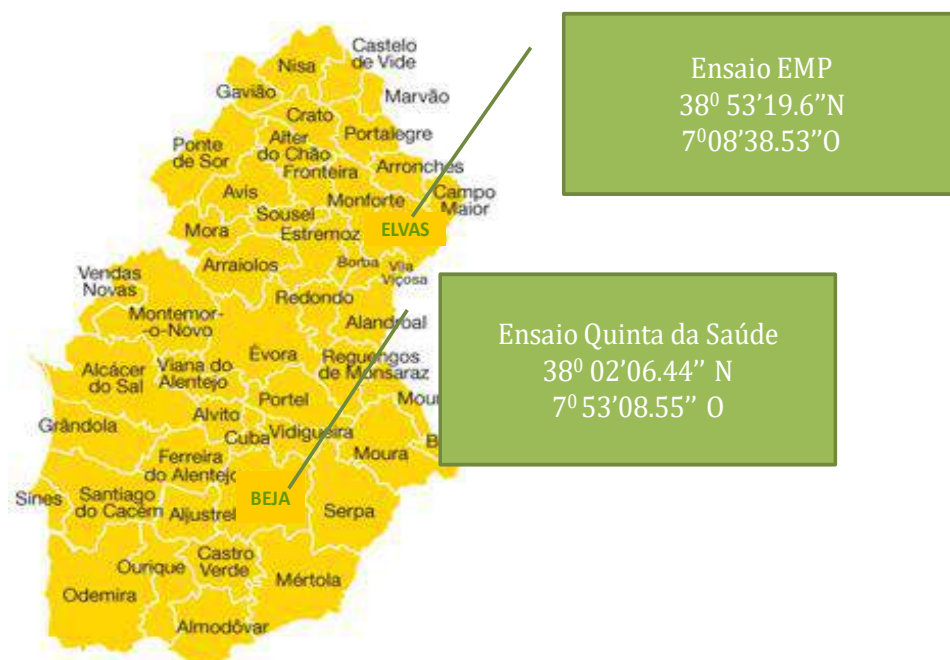 Castelo
de Vide
Nisa
Gavião
Marvão
Crato
Portalegre
Alter
do Chão
Ponte
de Sor
Fronteira
Arronches
Avis
Monforte
Campo
Maior
Sousel
Mora
Estremoz
ELVAS
Arraiolos
Borba
Vila
Viçosa
Vendas
Novas
Redondo
Montemor-
-o-Novo
Alandroal
Évora
Reguengos
de Monsaraz
Alcácer
do Sal
Viana do
Alentejo
Portel
Mou
Alvito
Grândola
Cuba
Vidigueira
B
Moura
Ferreira
do Alentejo
BEJA
Sines
Santiago
do Cacém
Aljustrel
Serpa
Castro
Verde
Ourique
Mértola
Odemira
Almodôvar
Ensaio EMP
38⁰ 53’19.6’’N
7⁰08’38.53’’O
Ensaio Quinta da Saúde
38⁰ 02’06.44’’ N
7⁰ 53’08.55’’ O